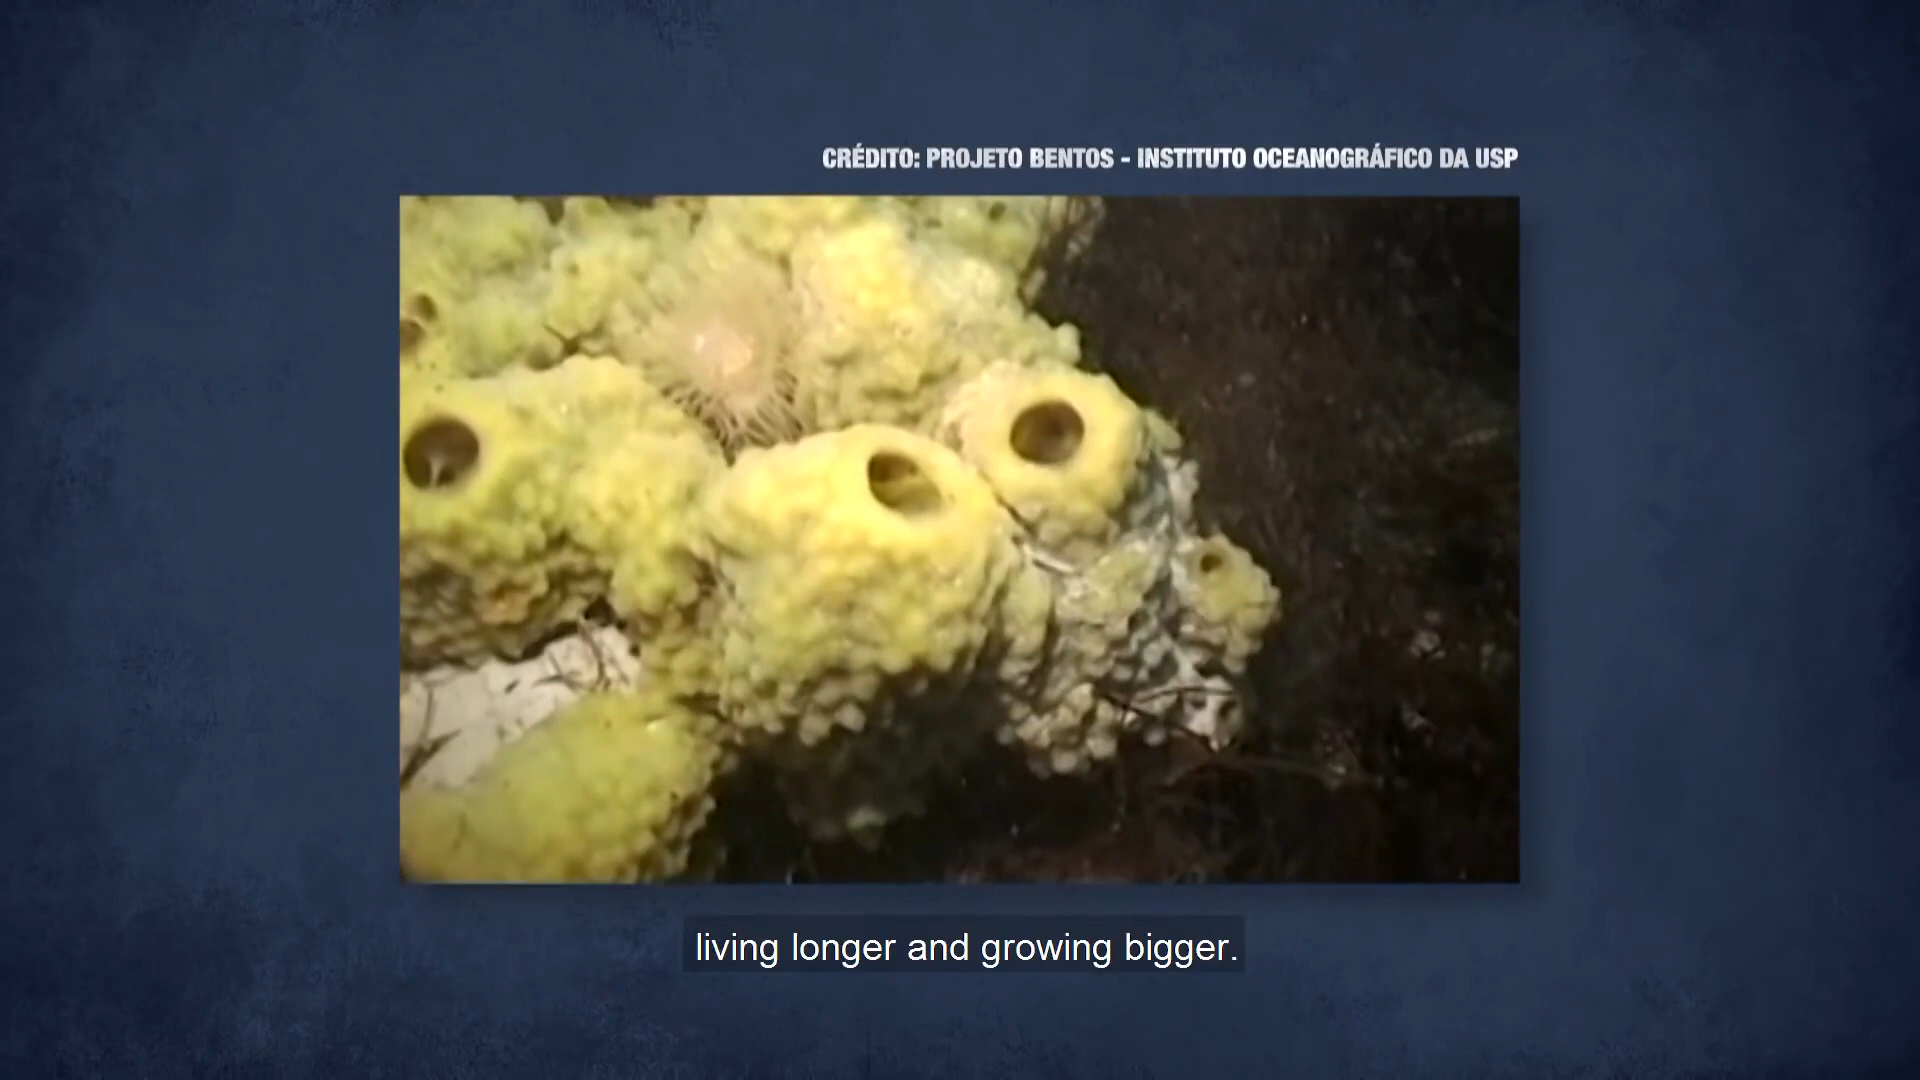 CRÉDITO: PROJETO BENTOS - INSTITUTO OCEANOGRÁFICO DA USP
living longer and growing bigger.